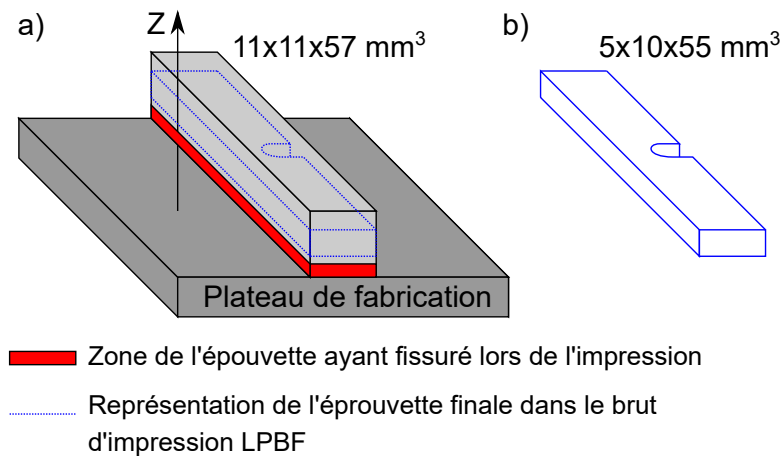 a)
Z
11x11x57 mm³
b)
5x10x55 mm³
Plateau de fabrication
Zone de l'épouvette ayant fissuré lors de l'impression
Représentation de l'éprouvette finale dans le brut
d'impression LPBF